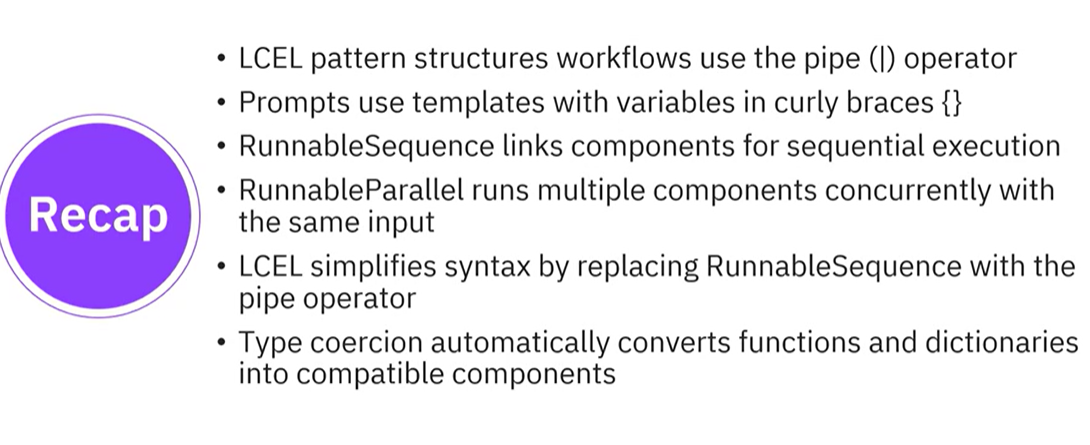 Recap
• LCEL pattern structures workflows use the pipe (|) operator
• Prompts use templates with variables in curly braces {}
• RunnableSequence links components for sequential execution
• RunnableParallel runs multiple components concurrently with
the same input
• LCEL simplifies syntax by replacing RunnableSequence with the
pipe operator
• Type coercion automatically converts functions and dictionaries
into compatible components